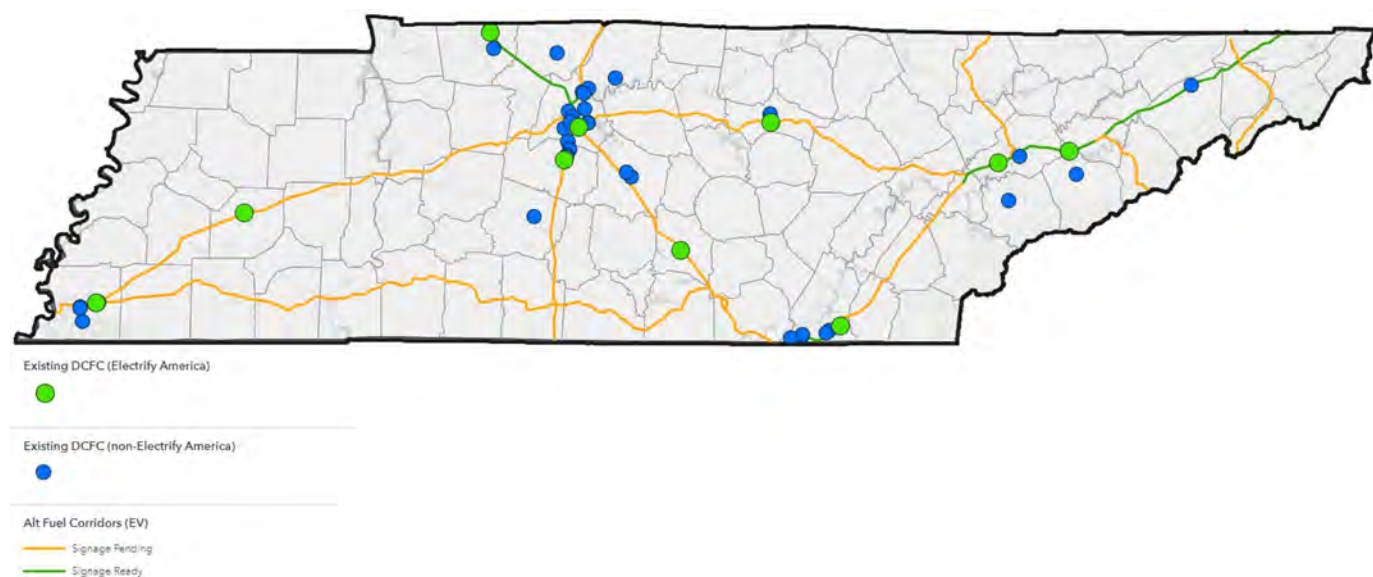 Existing DCFC (Electrify America)
Existing DCFC (non-Electrify America)
Alt Fuel Corridors (EV)
Signage Pending
Signage Ready